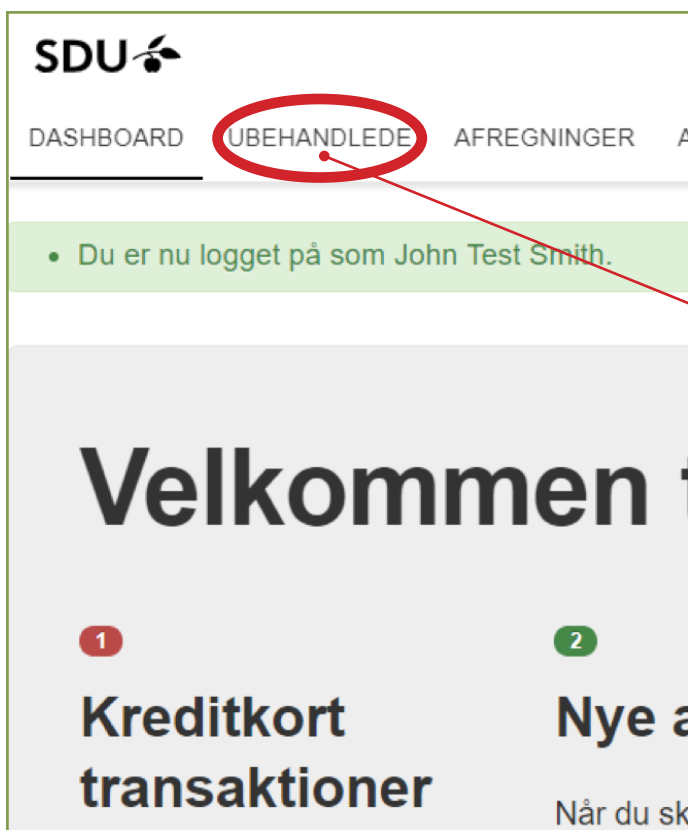 SDU
DASHBOARD UBEHANDLEDE AFREGNINGER A
Du er nu logget på som John Test Smith.
Velkommen t
1
Kreditkort
transaktioner
2
Nye a
Når du sk